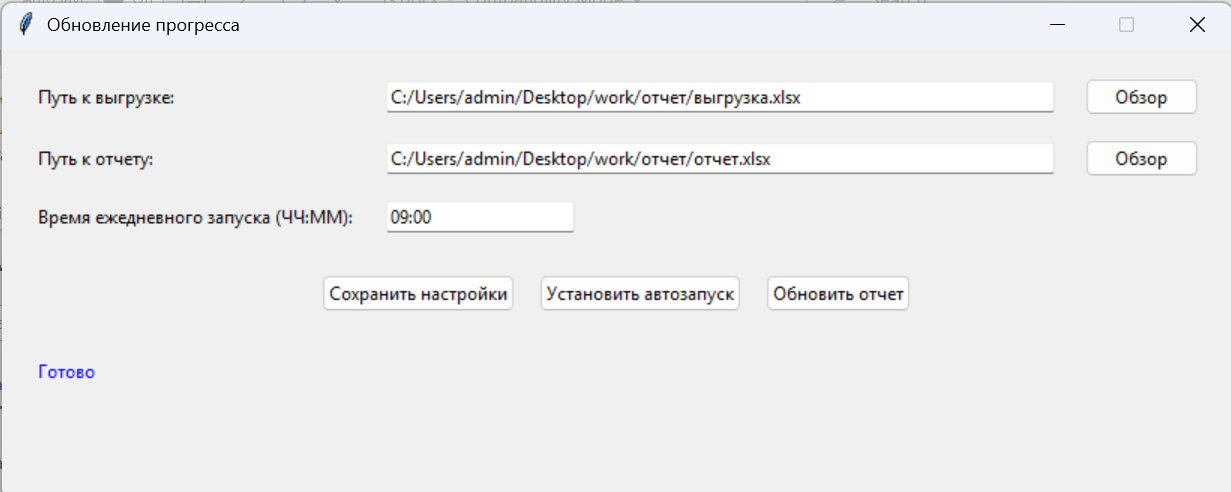 Обновление прогресса
Путь к выгрузке:
C:/Users/admin/Desktop/work/отчет/выгрузка.xlsx
Обзор
Путь к отчету:
C:/Users/admin/Desktop/work/отчет/отчет.xlsx
Обзор
Время ежедневного запуска (ЧЧ:ММ):
09:00
Сохранить настройки
Установить автозапуск
Обновить отчет
Готово